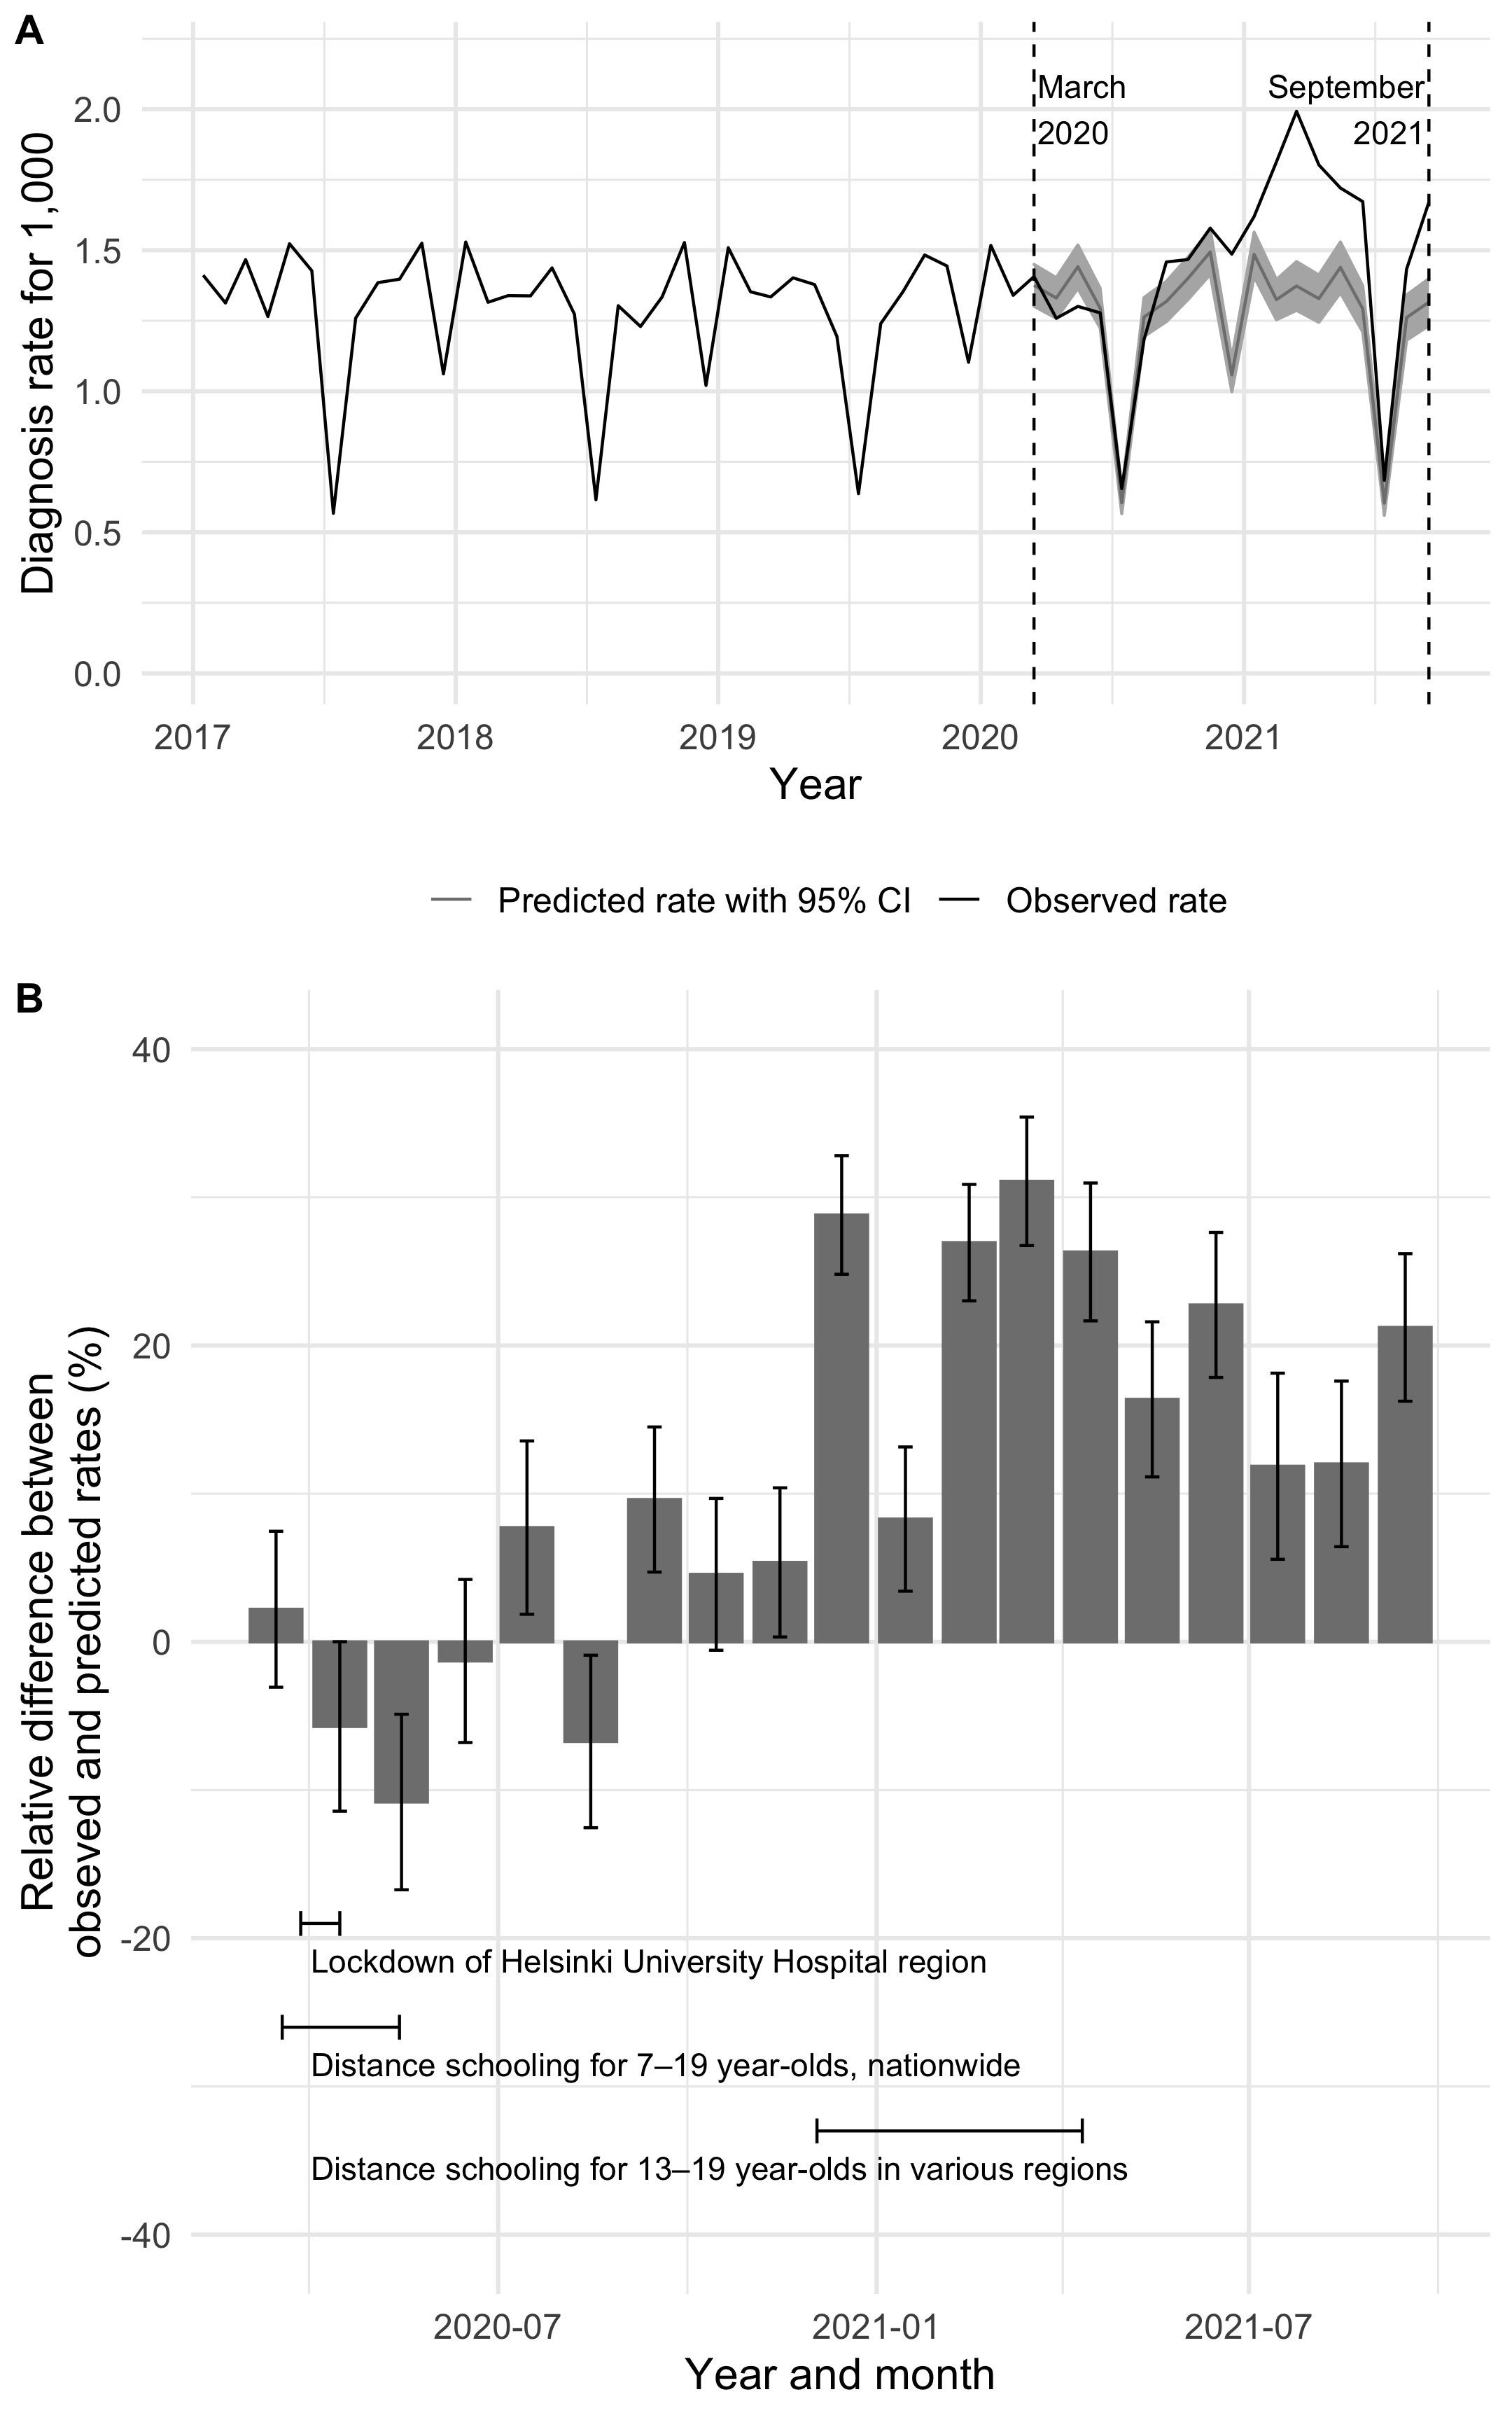 A
Diagnosis rate for 1,000
2.0
1.5
1.0
0.5
0.0
March
2020
September
2021
2017
2018
2019
2020
2021
Year
Predicted rate with 95% CI
Observed rate
B
Relative difference between
obseved and predicted rates (%)
40
20
0
-20
-40
Lockdown of Helsinki University Hospital region
Distance schooling for 7–19 year-olds, nationwide
Distance schooling for 13–19 year-olds in various regions
2020-07
2021-01
2021-07
Year and month